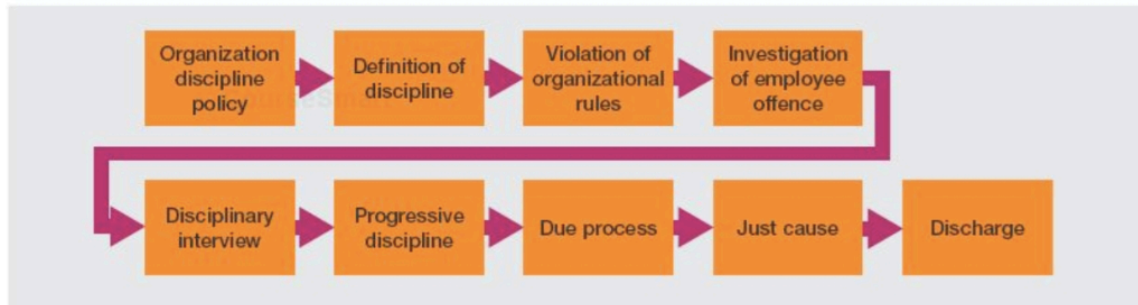 Organization
discipline
policy
Definition of
discipline
Violation of
organizational
rules
Investigation
of employee
offence
Disciplinary
interview
Progressive
discipline
Due process
Just cause
Discharge